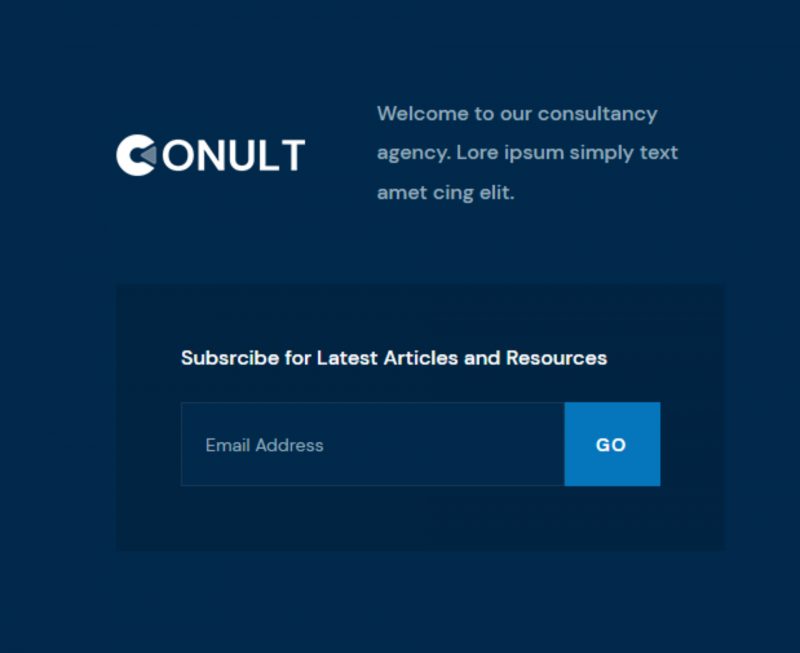 CONULT
Welcome to our consultancy
agency. Lore ipsum simply text
amet cing elit.
Subsrcibe for Latest Articles and Resources
Email Address
GO